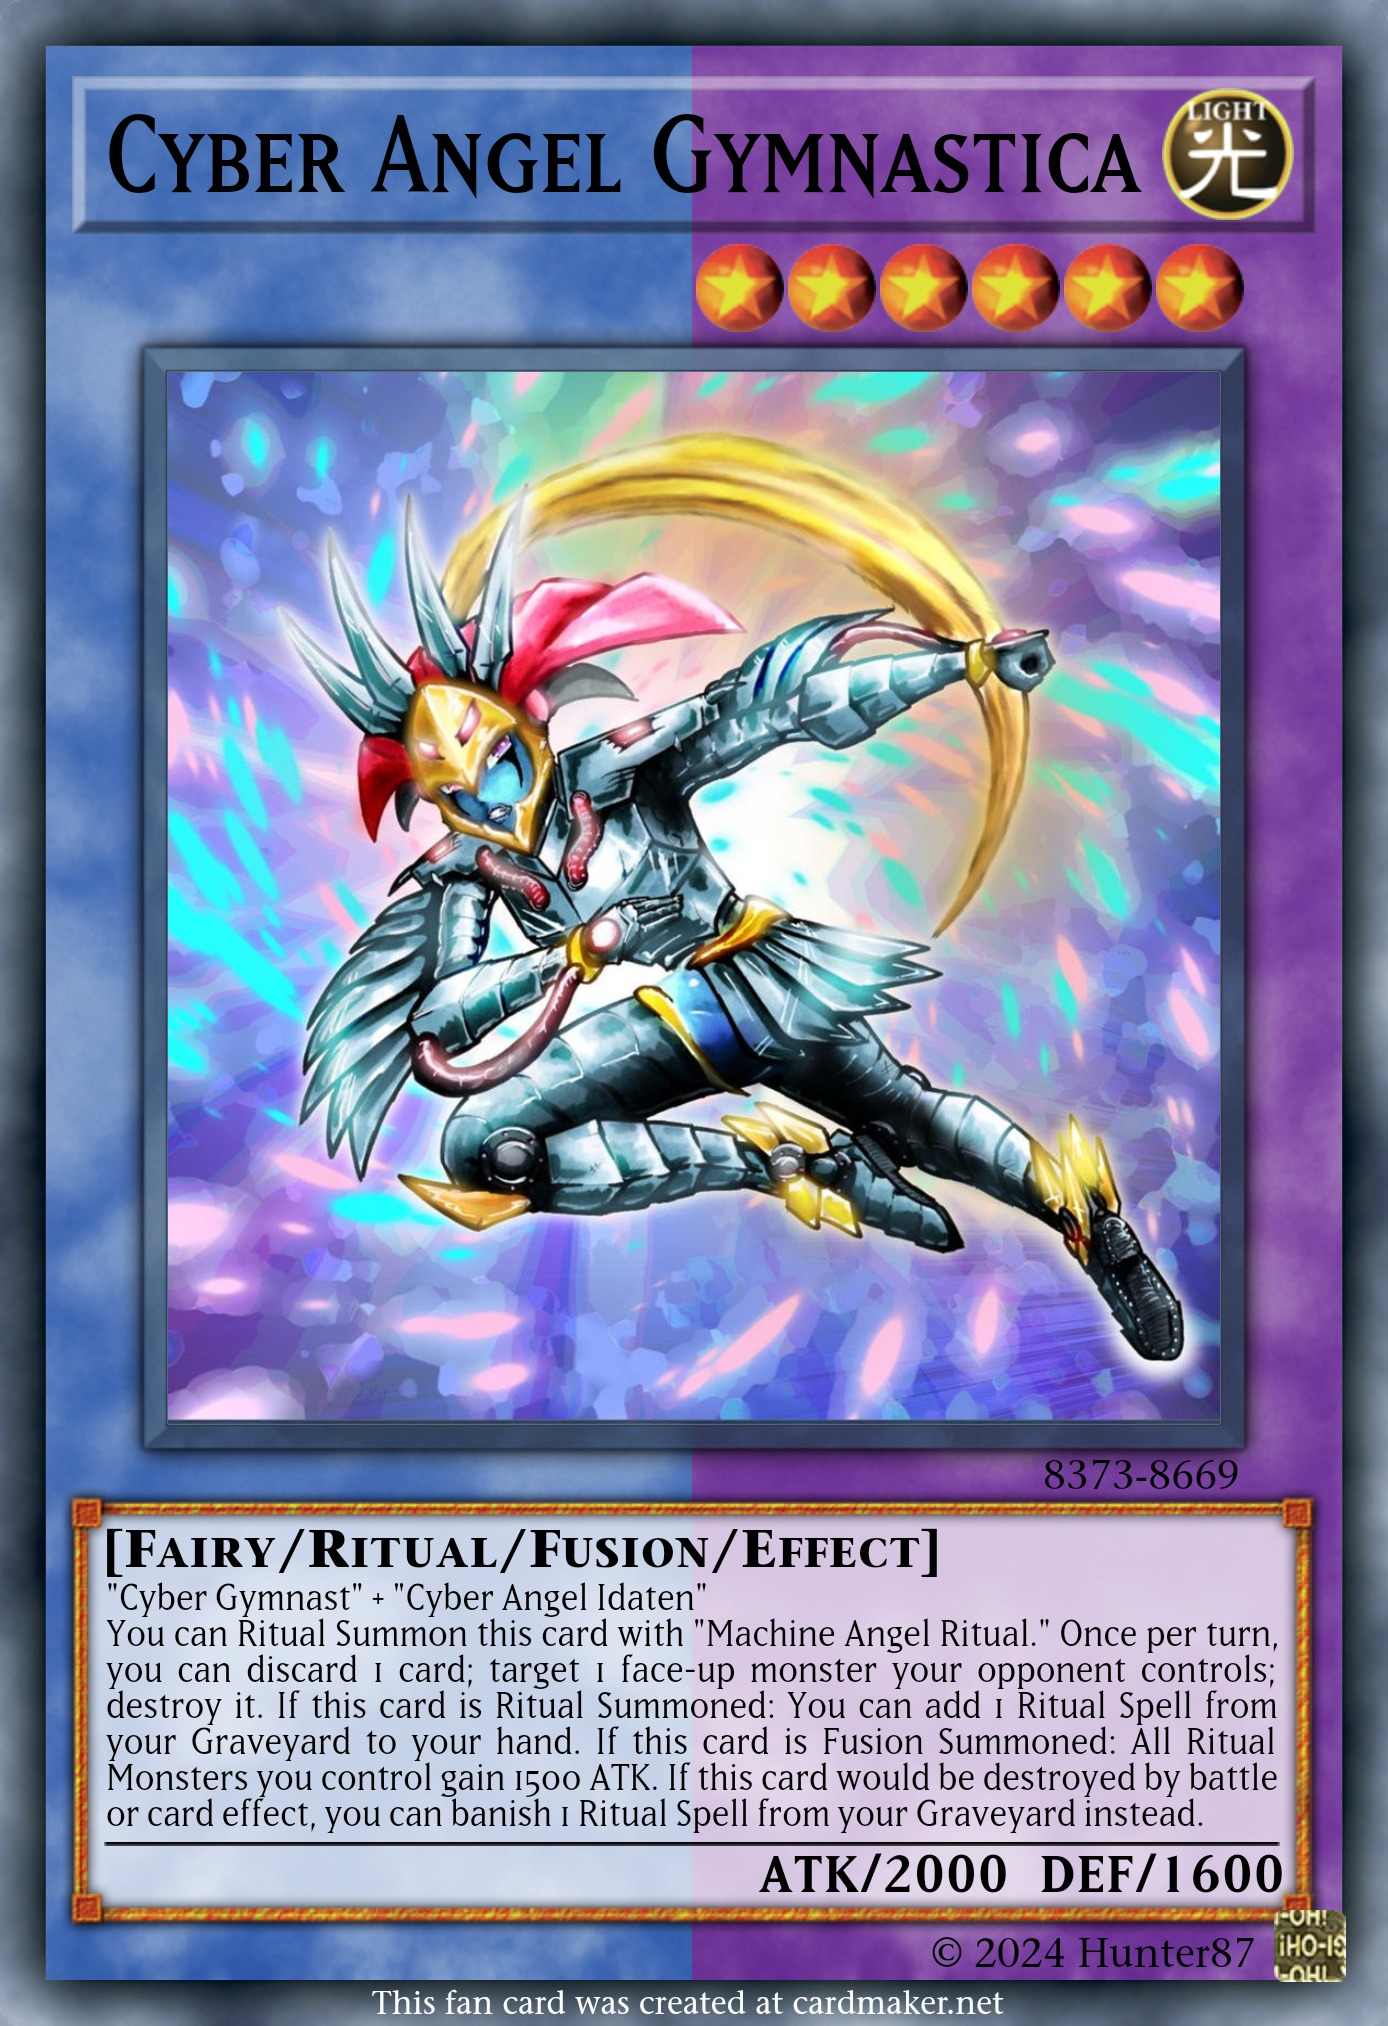 Cyber Angel Gymnastica
LIGHT
光
8373-8669
[Fairy/Ritual/Fusion/Effect]
"Cyber Gymnast" + "Cyber Angel Idaten"
You can Ritual Summon this card with "Machine Angel Ritual." Once per turn,
you can discard 1 card; target 1 face-up monster your opponent controls;
destroy it. If this card is Ritual Summoned: You can add 1 Ritual Spell from
your Graveyard to your hand. If this card is Fusion Summoned: All Ritual
Monsters you control gain 1500 ATK. If this card would be destroyed by battle
or card effect, you can banish 1 Ritual Spell from your Graveyard instead.
ATK/2000 DEF/1600
© 2024 Hunter87
This fan card was created at cardmaker.net